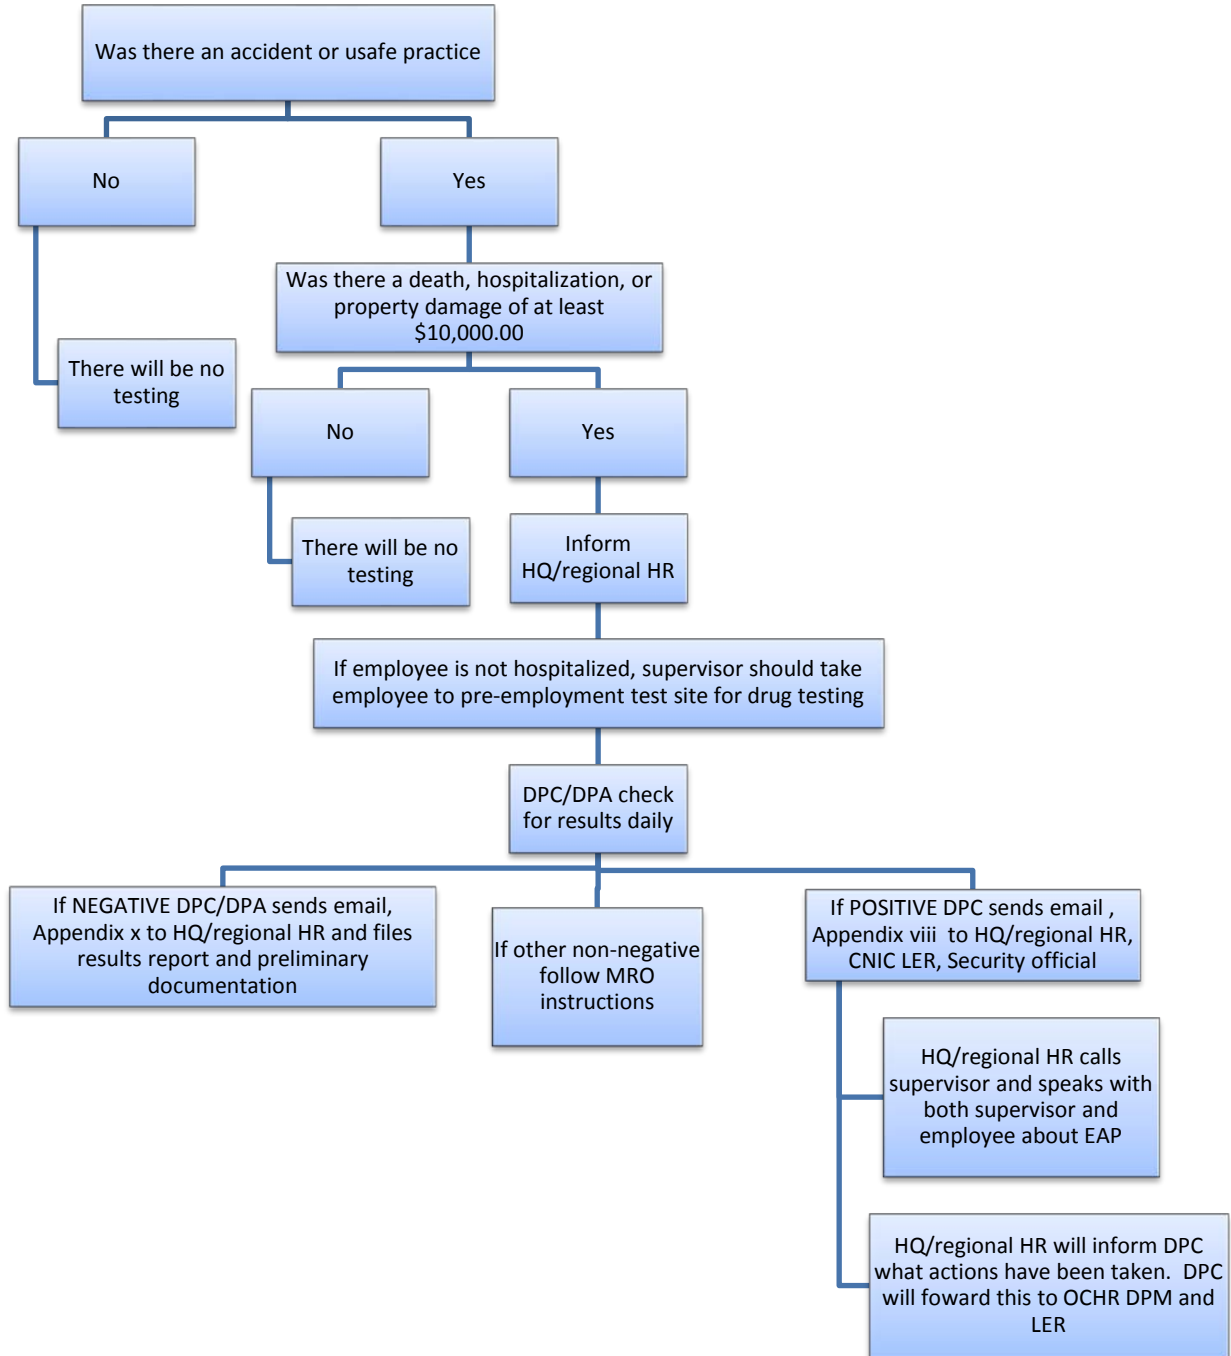 Was there an accident or usafe practice
No
Yes
Was there a death, hospitalization, or
property damage of at least
$10,000.00
There will be no
testing
No
Yes
There will be no
testing
Inform
HQ/regional HR
If employee is not hospitalized, supervisor should take
employee to pre-employment test site for drug testing
DPC/DPA check
for results daily
If NEGATIVE DPC/DPA sends email,
Appendix x to HQ/regional HR and files
results report and preliminary
documentation
If other non-negative
follow MRO
instructions
If POSITIVE DPC sends email ,
Appendix viii  to HQ/regional HR,
CNIC LER, Security official
HQ/regional HR calls
supervisor and speaks with
both supervisor and
employee about EAP
HQ/regional HR will inform DPC
what actions have been taken.  DPC
will foward this to OCHR DPM and
LER